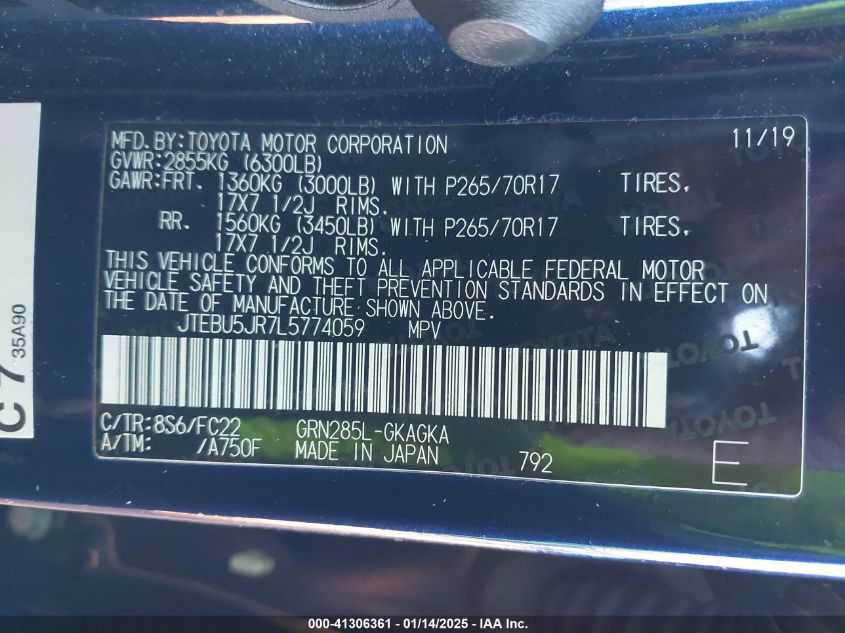 MFD.BY:TOYOTA MOTOR CORPORATION 11/19
GVWR:2855KG (6300LB)
GAWR:FRT. 1360KG (3000LB) WITH P265/70R17 TIRES,
17X7 1/2J RIMS.
RR. 1560KG (3450LB) WITH P265/70R17 TIRES,
17X7 1/2J RIMS.
THIS VEHICLE CONFORMS TO ALL APPLICABLE FEDERAL MOTOR
VEHICLE SAFETY AND THEFT PREVENTION STANDARDS IN EFFECT ON
THE DATE OF MANUFACTURE SHOWN ABOVE.
JTEBU5JR7L5774059 MPV
C/TR:8S6/FC22 GRN285L-GKAGKA
A/TM: /A750F MADE IN JAPAN 792 E
C7 35A90
TOYOTA
000-41306361 - 01/14/2025 - IAA Inc.